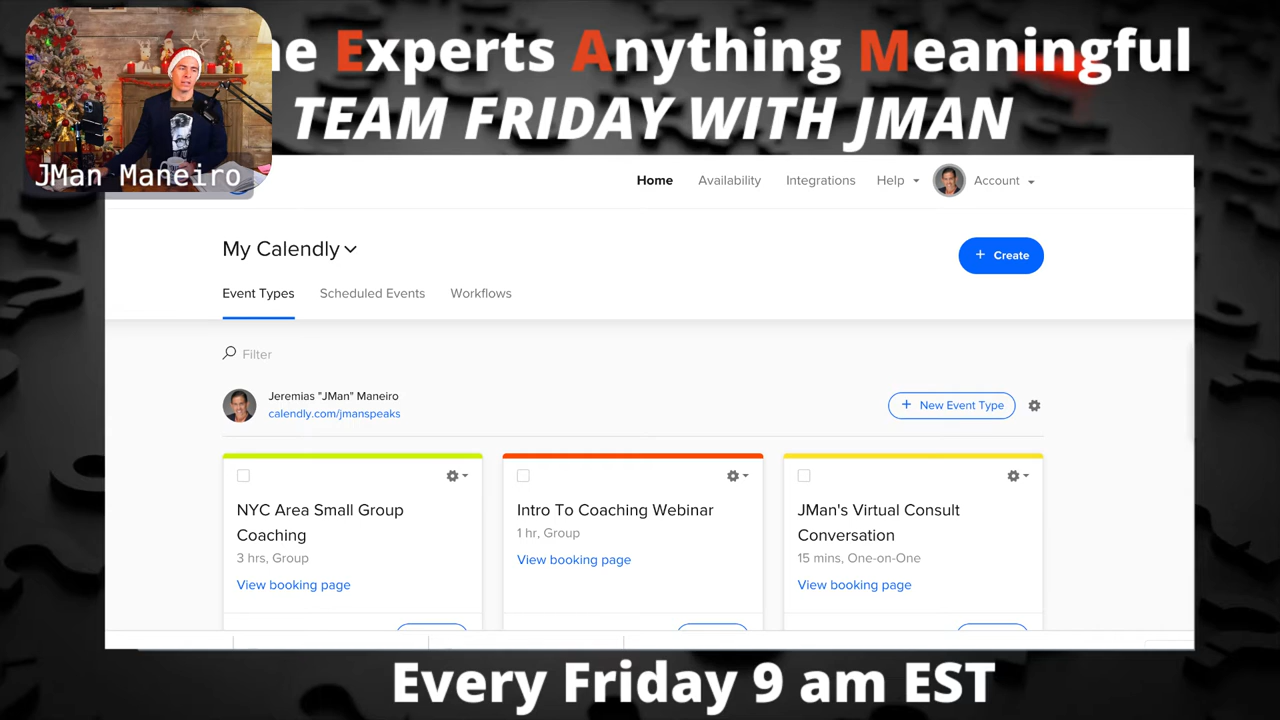 ne Experts Anything Meaningful
TEAM FRIDAY WITH JMAN
JMan Maneiro
Home Availability Integrations Help Account
My Calendly
+ Create
Event Types Scheduled Events Workflows
Filter
Jeremias "JMan" Maneiro
calendly.com/jmanspeaks
+ New Event Type
NYC Area Small Group
Coaching
3 hrs, Group
View booking page
Intro To Coaching Webinar
1 hr, Group
View booking page
JMan's Virtual Consult
Conversation
15 mins, One-on-One
View booking page
Every Friday 9 am EST